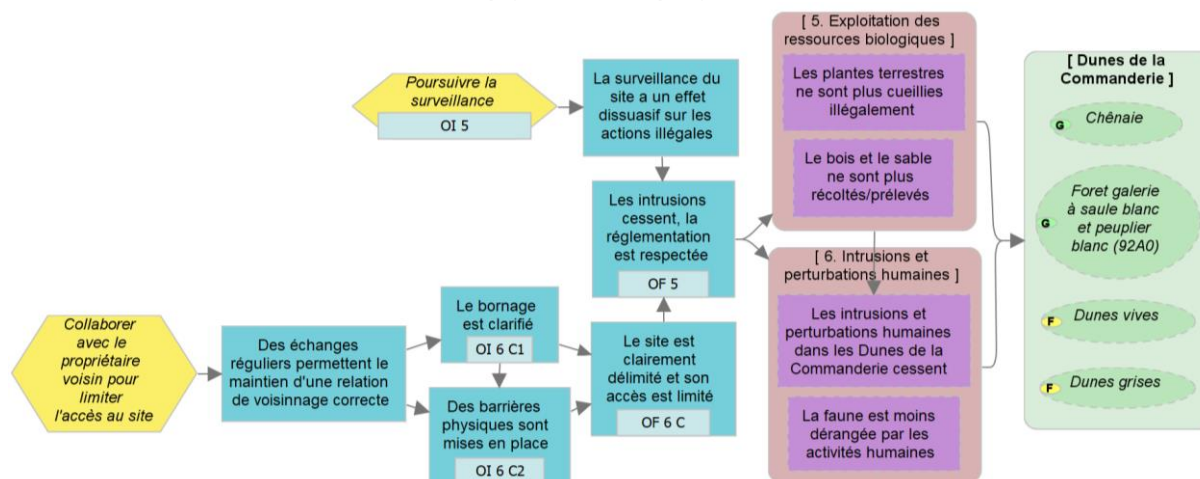 Poursuivre la
surveillance
OI 5
La surveillance du
site a un effet
dissuasif sur les
actions illégales
Les intrusions
cessent, la
réglementation
est respectée
OF 5
Collaborer
avec le
propriétaire
voisin pour
limiter
l'accès au site
Des échanges
réguliers permettent le
maintien d'une relation
de voisinnage correcte
Le bornage
est clarifié
OI 6 C1
Des barrières
physiques sont
mises en place
OI 6 C2
Le site est
clairement
délimité et son
accès est limité
OF 6 C
[ 5. Exploitation des
ressources biologiques ]
Les plantes terrestres
ne sont plus cueillies
illégalement
Le bois et le sable
ne sont plus
récoltés/prélevés
[ 6. Intrusions et
perturbations humaines ]
Les intrusions et
perturbations humaines
dans les Dunes de la
Commanderie cessent
La faune est moins
dérangée par les
activités humaines
[ Dunes de la
Commanderie ]
G
Chênaie
G
Foret galerie
à saule blanc
et peuplier
blanc (92A0)
F
Dunes vives
F
Dunes grises